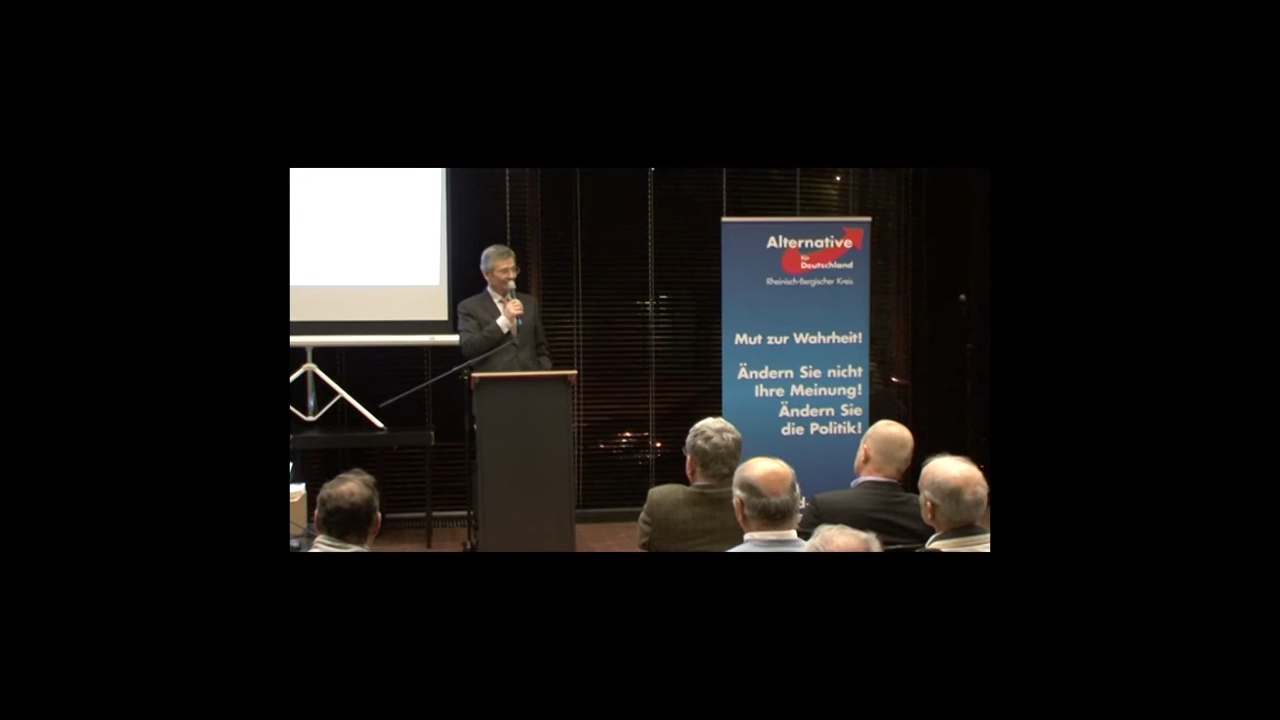 Alternative
für
Deutschland
Rheinisch-Bergischer Kreis
Mut zur Wahrheit!
Ändern Sie nicht
Ihre Meinung!
Ändern Sie
die Politik!